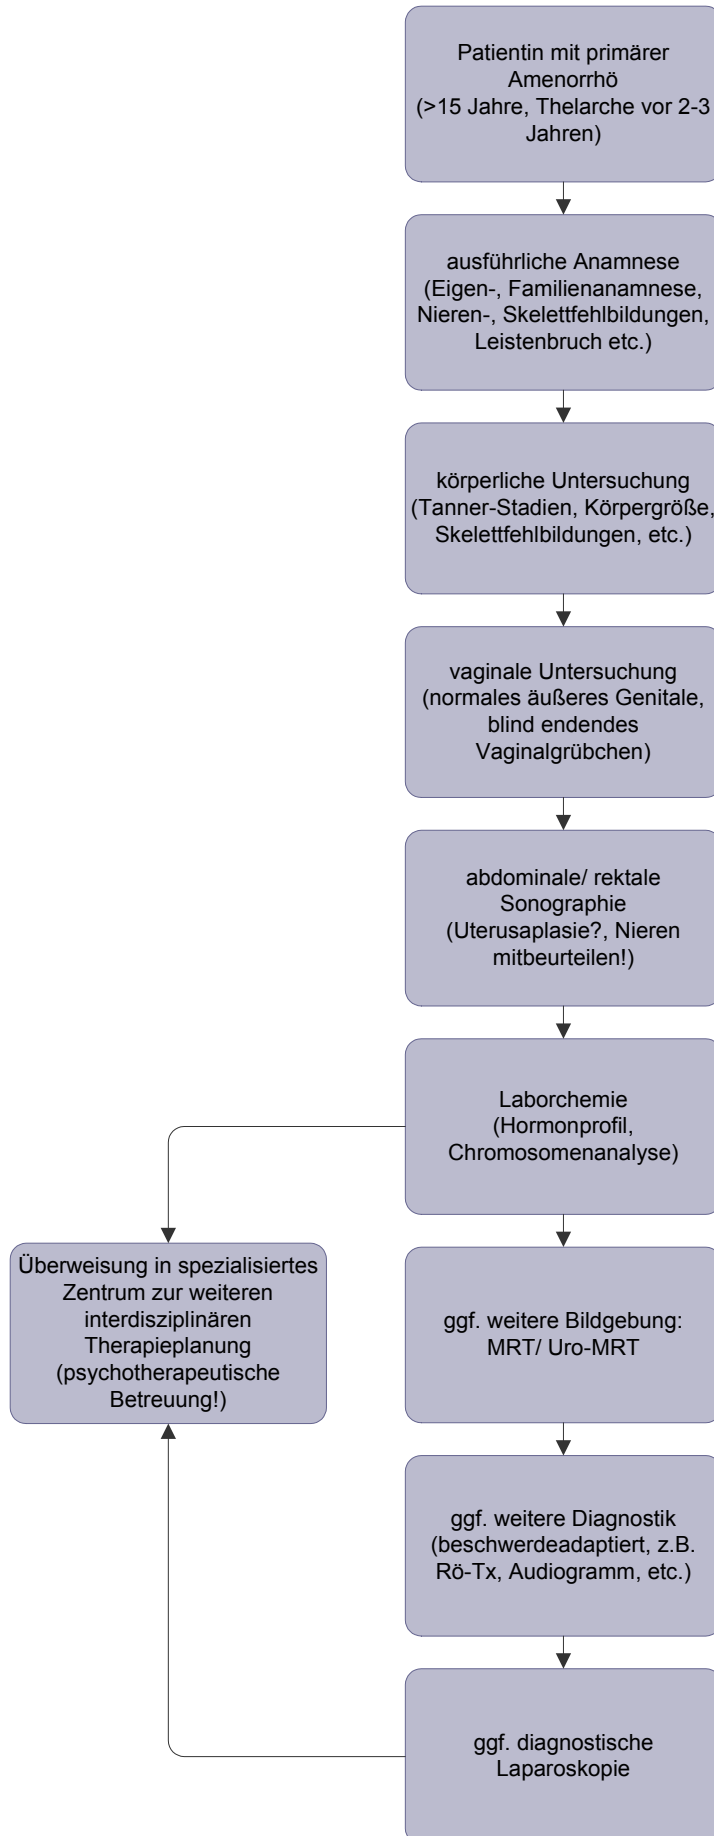 Patientin mit primärer
Amenorrhö
(>15 Jahre, Thelarche vor 2-3
Jahren)
ausführliche Anamnese
(Eigen-, Familienanamnese,
Nieren-, Skelettfehlbildungen,
Leistenbruch etc.)
körperliche Untersuchung
(Tanner-Stadien, Körpergröße,
Skelettfehlbildungen, etc.)
vaginale Untersuchung
(normales äußeres Genitale,
blind endendes
Vaginalgrübchen)
abdominale/ rektale
Sonographie
(Uterusaplasie?, Nieren
mitbeurteilen!)
Laborchemie
(Hormonprofil,
Chromosomenanalyse)
Überweisung in spezialisiertes
Zentrum zur weiteren
interdisziplinären
Therapieplanung
(psychotherapeutische
Betreuung!)
ggf. weitere Bildgebung:
MRT/ Uro-MRT
ggf. weitere Diagnostik
(beschwerdeadaptiert, z.B.
Rö-Tx, Audiogramm, etc.)
ggf. diagnostische
Laparoskopie